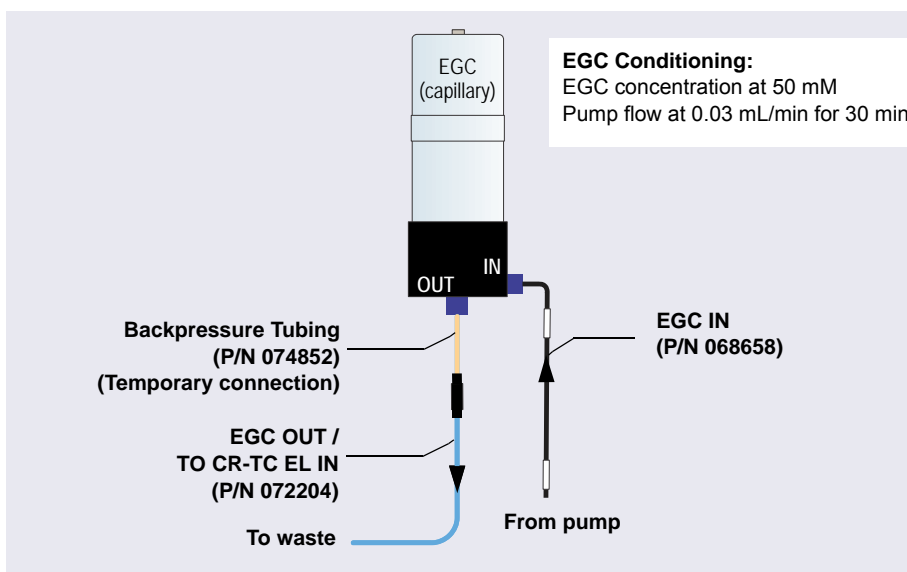 EGC
(capillary)
EGC Conditioning:
EGC concentration at 50 mM
Pump flow at 0.03 mL/min for 30 min
IN
OUT
Backpressure Tubing
(P/N 074852)
(Temporary connection)
EGC IN
(P/N 068658)
EGC OUT /
TO CR-TC EL IN
(P/N 072204)
From pump
To waste